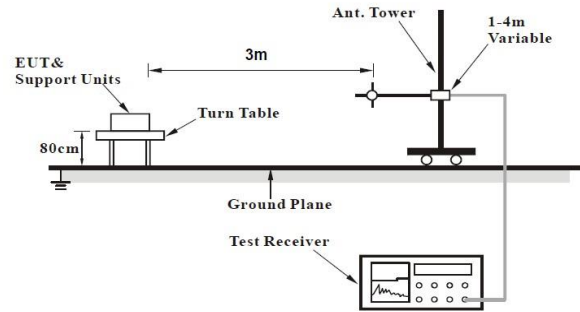 Ant. Tower
1-4m
Variable
3m
EUT&
Support Units
Turn Table
80cm
Ground Plane
Test Receiver